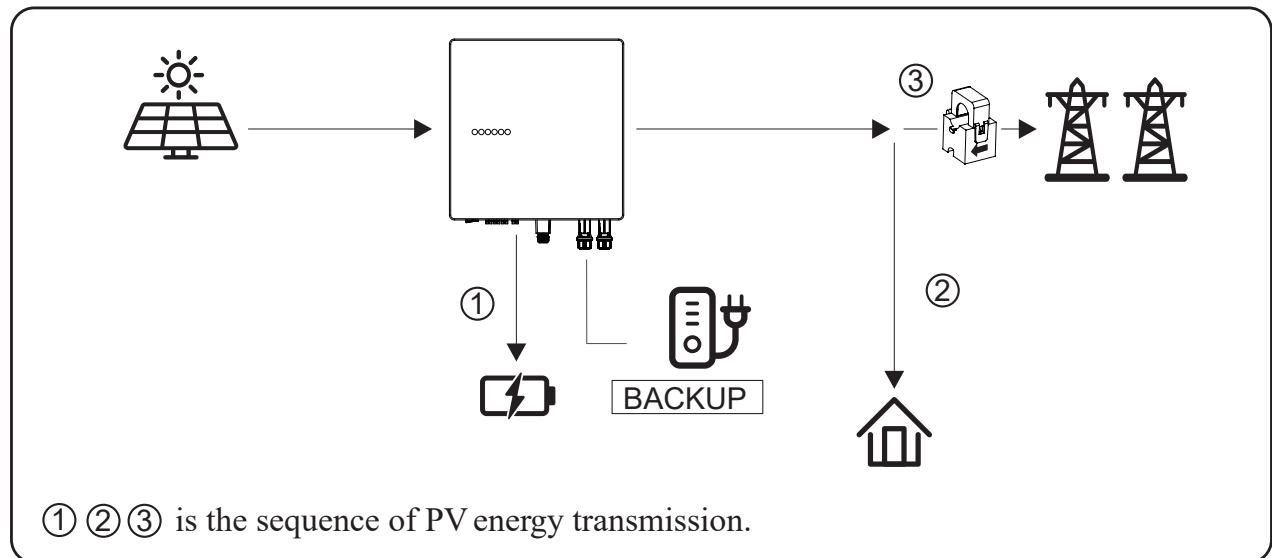 ③
①
②
BACKUP
① ② ③ is the sequence of PV energy transmission.